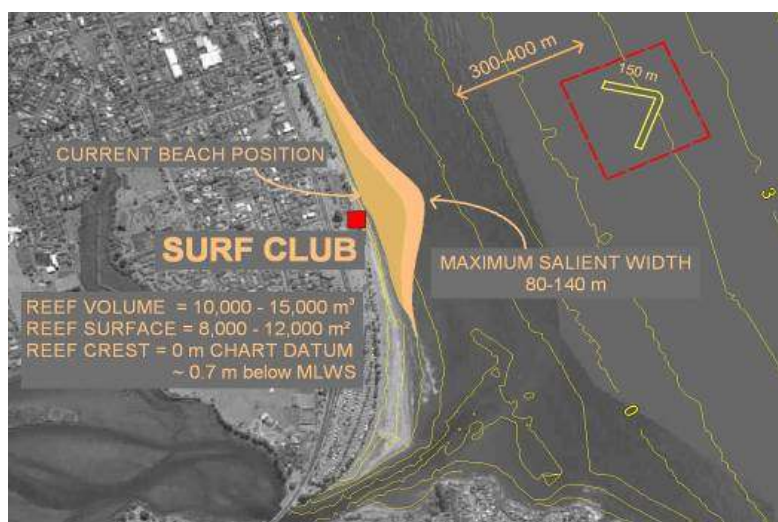 300-400 m
150 m
CURRENT BEACH POSITION
3
SURF CLUB
MAXIMUM SALIENT WIDTH
80-140 m
REEF VOLUME = 10,000 - 15,000 m³
REEF SURFACE = 8,000 - 12,000 m²
REEF CREST = 0 m CHART DATUM
~ 0.7 m below MLWS
0